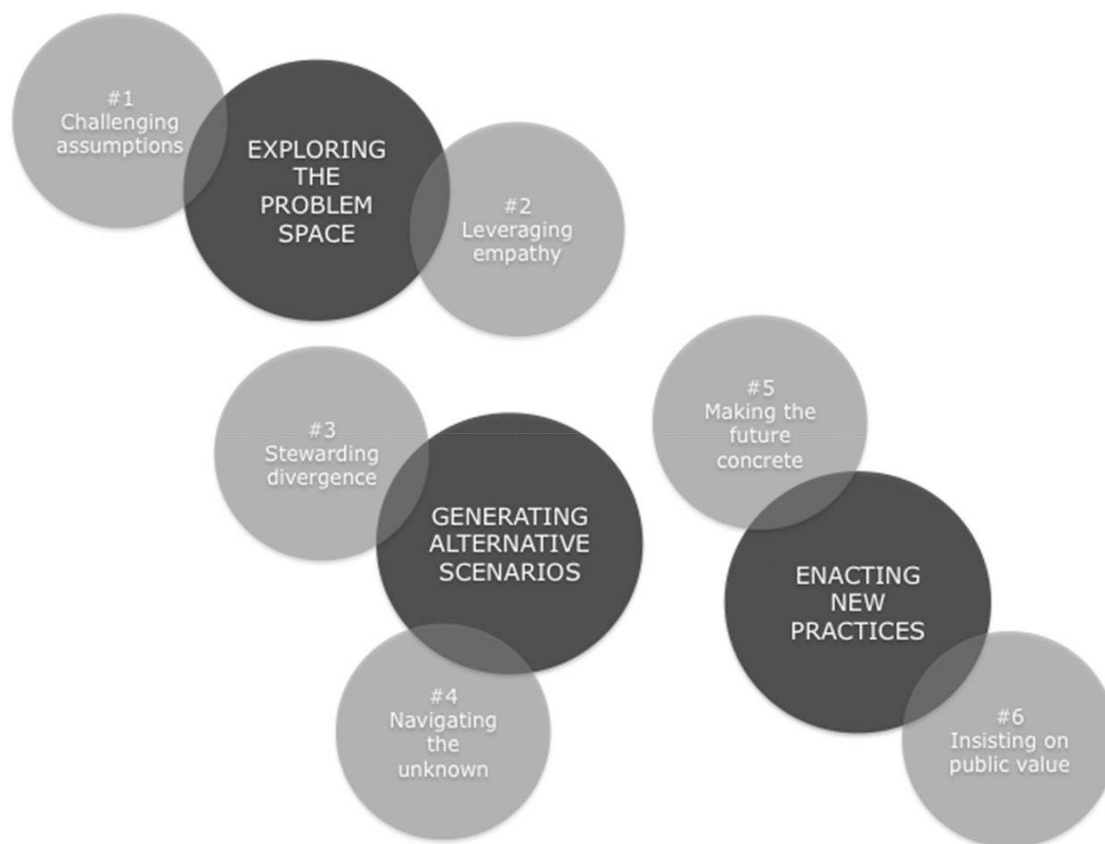 #1
Challenging
assumptions
EXPLORING
THE
PROBLEM
SPACE
#2
Leveraging
empathy
#3
Stewarding
divergence
GENERATING
ALTERNATIVE
SCENARIOS
#4
Navigating
the
unknown
#5
Making the
future
concrete
ENACTING
NEW
PRACTICES
#6
Insisting on
public value